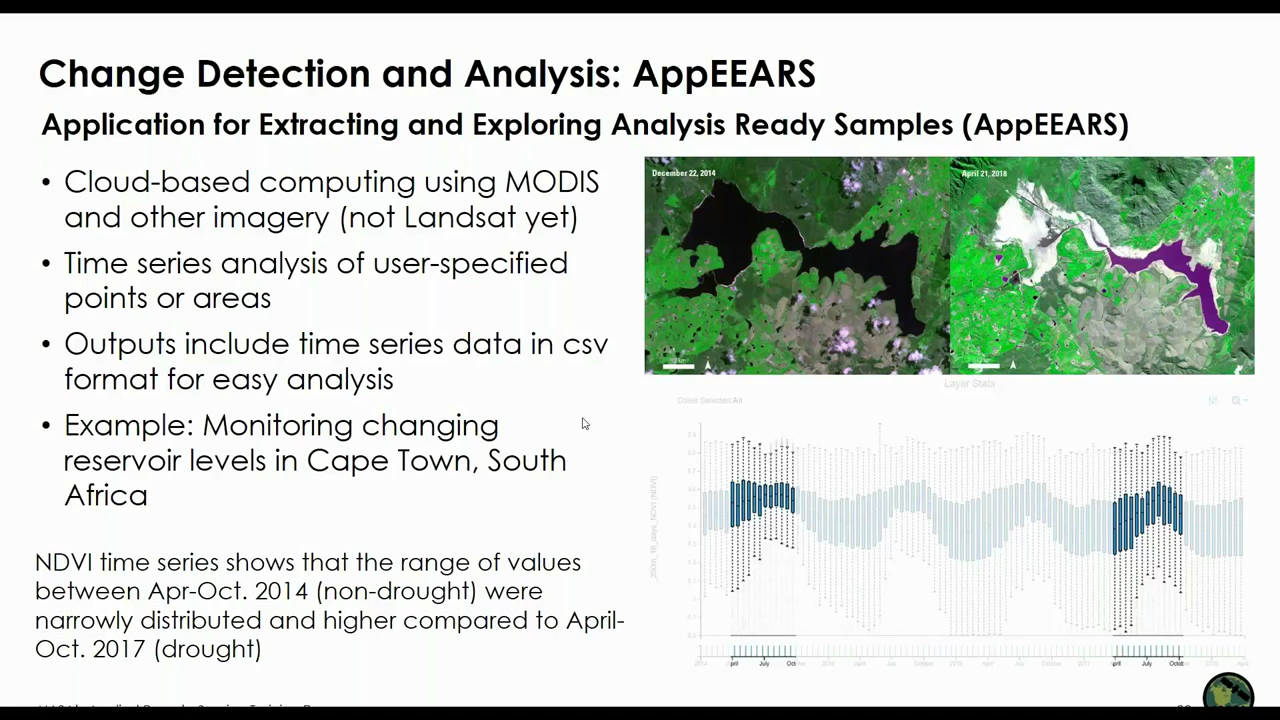 Change Detection and Analysis: AppEEARS
Application for Extracting and Exploring Analysis Ready Samples (AppEEARS)
• Cloud-based computing using MODIS
and other imagery (not Landsat yet)
• Time series analysis of user-specified
points or areas
• Outputs include time series data in csv
format for easy analysis
• Example: Monitoring changing
reservoir levels in Cape Town, South
Africa
NDVI time series shows that the range of values
between Apr-Oct. 2014 (non-drought) were
narrowly distributed and higher compared to April-
Oct. 2017 (drought)
December 22, 2014
April 21, 2018
Layer Stats
July
July